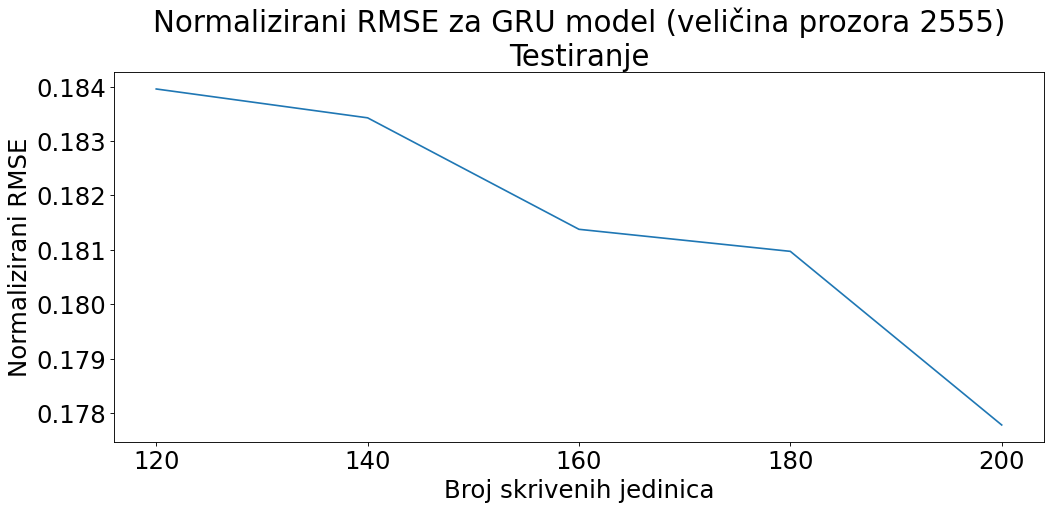 Normalizirani RMSE za GRU model (veličina prozora 2555)
Testiranje
Normalizirani RMSE
0.184
0.183
0.182
0.181
0.180
0.179
0.178
120 140 160 180 200
Broj skrivenih jedinica